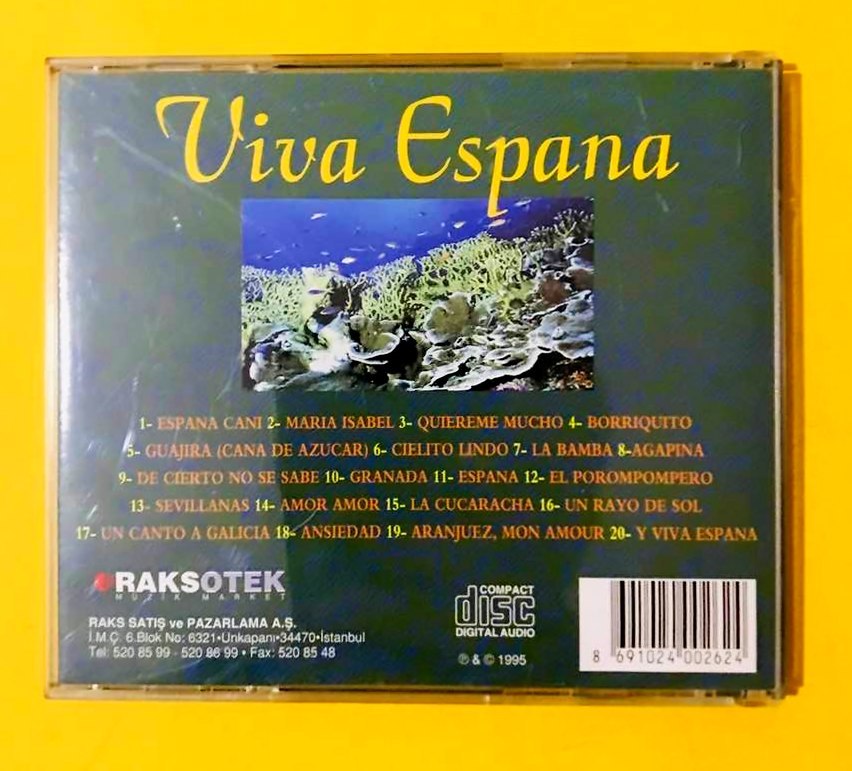 Viva Espana
1- ESPANA CANI 2- MARIA ISABEL 3- QUIEREME MUCHO 4- BORRIQUITO
5- GUAJIRA (CANA DE AZUCAR) 6- CIELITO LINDO 7- LA BAMBA 8-AGAPINA
9- DE CIERTO NO SE SABE 10- GRANADA 11- ESPANA 12- EL POROMPOMPERO
13- SEVILLANAS 14- AMOR AMOR 15- LA CUCARACHA 16- UN RAYO DE SOL
17- UN CANTO A GALICIA 18- ANSIEDAD 19- ARANJUEZ, MON AMOUR 20- Y VIVA ESPANA
RAKSOTEK
MÜZİK MARKET
RAKS SATIŞ ve PAZARLAMA A.Ş.
İ.M.Ç. 6.Blok No: 6321•Unkapanı•34470•İstanbul
Tel: 520 85 99 - 520 86 99 • Fax: 520 85 48
COMPACT
disc
DIGITAL AUDIO
℗ & © 1995
8 691024 002624